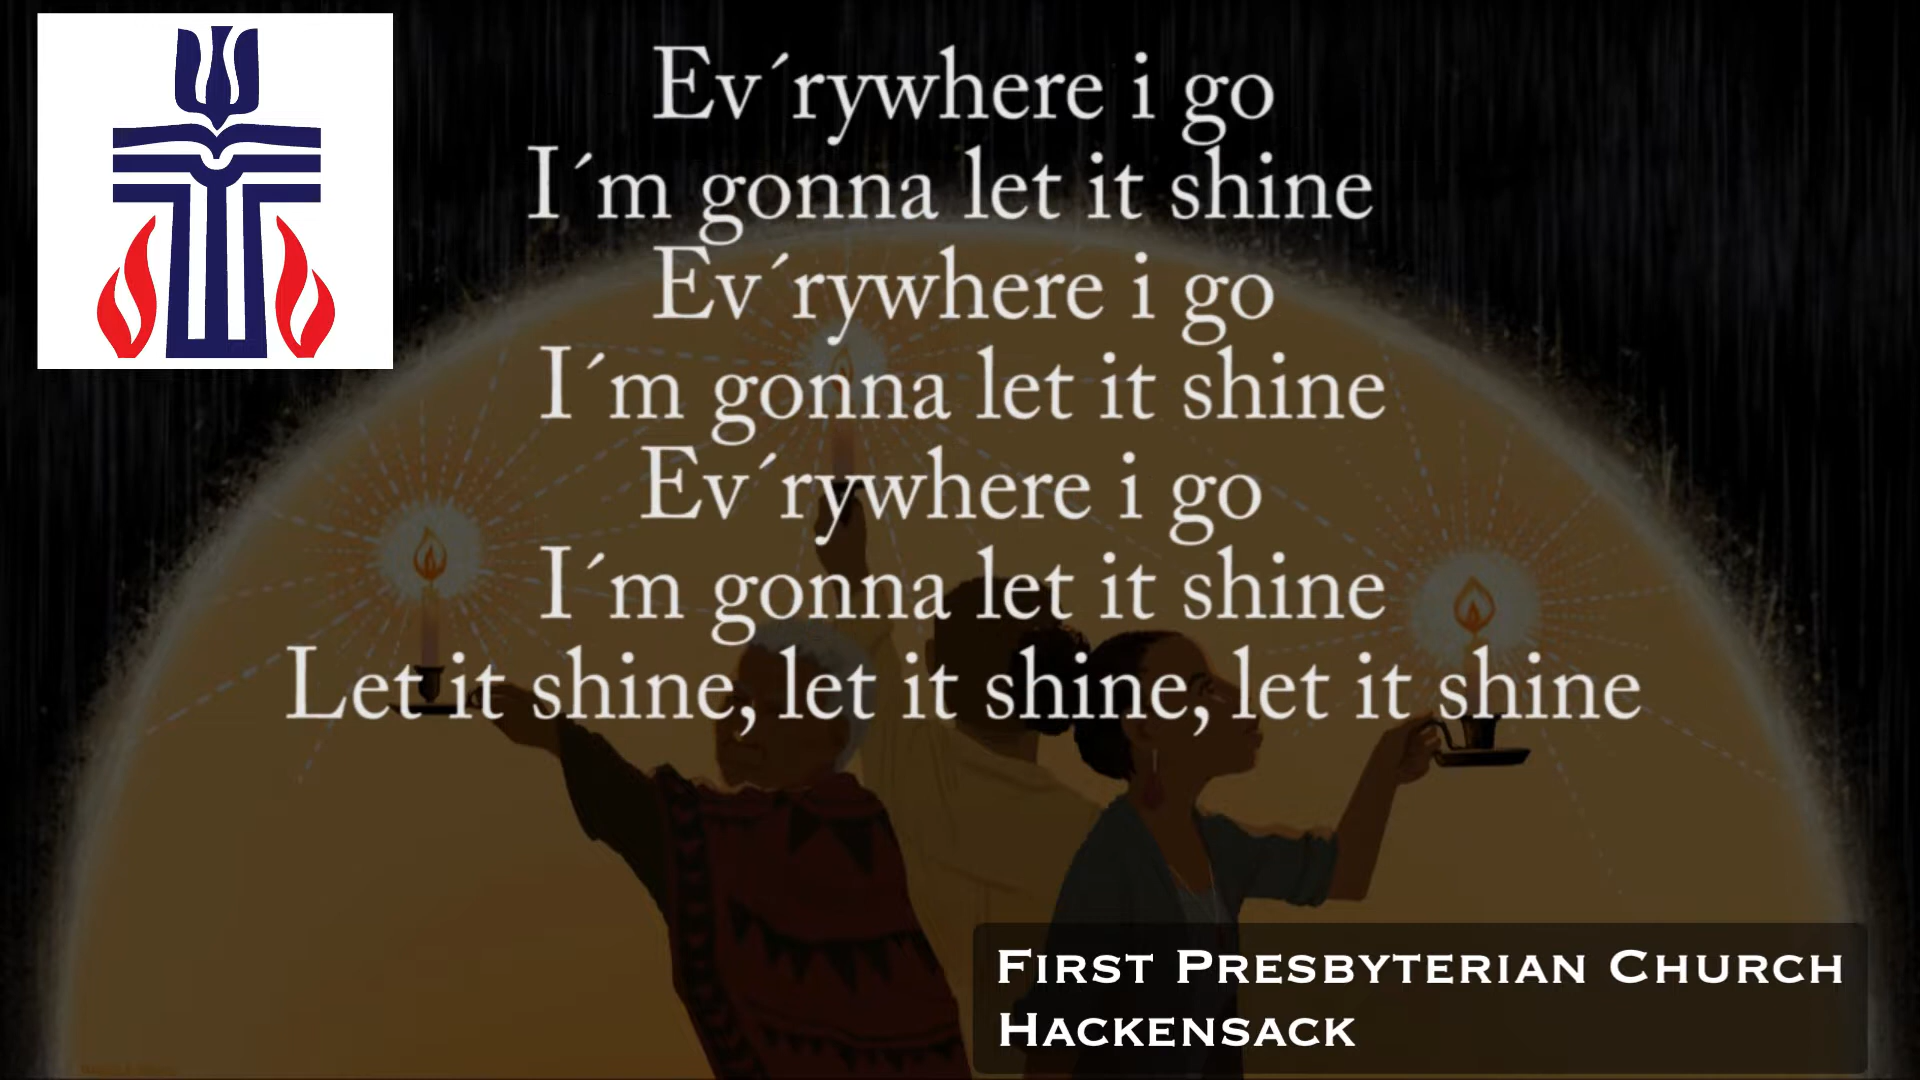 Ev´rywhere i go
I´m gonna let it shine
Ev´rywhere i go
I´m gonna let it shine
Ev´rywhere i go
I´m gonna let it shine
Let it shine, let it shine, let it shine
First Presbyterian Church
Hackensack